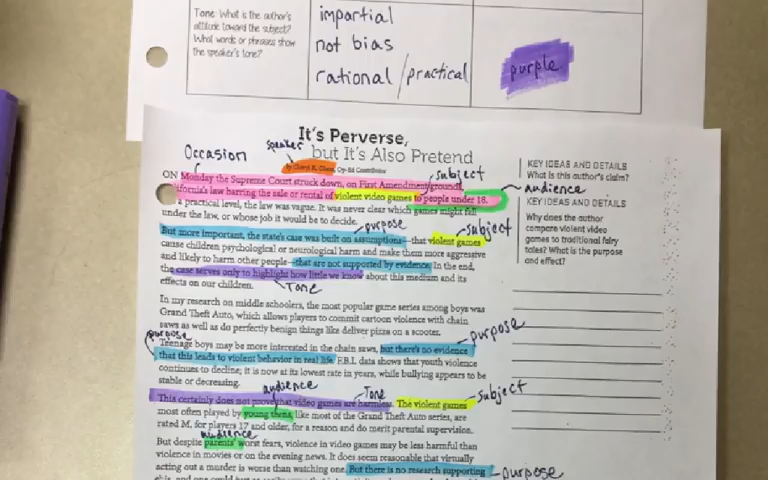 Tone: What is the author's
attitude toward the subject?
What words or phrases show
the speaker's tone?
impartial
not bias
rational / practical
purple
It's Perverse,
but It's Also Pretend
Occasion
speaker
by Cheryl K. Olson, Op-Ed Contributor
subject
ON Monday the Supreme Court struck down, on First Amendment grounds,
California's law barring the sale or rental of violent video games to people under 18.
audience
a practical level, the law was vague. It was never clear which games might fall
under the law, or whose job it would be to decide.
purpose
subject
But more important, the state's case was built on assumptions—that violent games
cause children psychological or neurological harm and make them more aggressive
and likely to harm other people—that are not supported by evidence. In the end,
the case serves only to highlight how little we know about this medium and its
effects on our children.
Tone
In my research on middle schoolers, the most popular game series among boys was
Grand Theft Auto, which allows players to commit cartoon violence with chain
saws as well as do perfectly benign things like deliver pizza on a scooter.
purpose
purpose
Teenage boys may be more interested in the chain saws, but there's no evidence
that this leads to violent behavior in real life. F.B.I. data shows that youth violence
continues to decline; it is now at its lowest rate in years, while bullying appears to be
stable or decreasing.
audience
Tone
subject
This certainly does not prove that video games are harmless. The violent games
most often played by young teens, like most of the Grand Theft Auto series, are
rated M, for players 17 and older, for a reason and do merit parental supervision.
audience
But despite parents' worst fears, violence in video games may be less harmful than
violence in movies or on the evening news. It does seem reasonable that virtually
acting out a murder is worse than watching one. But there is no research supporting
purpose
KEY IDEAS AND DETAILS
What is this author's claim?
KEY IDEAS AND DETAILS
Why does the author
compare violent video
games to traditional fairy
tales? What is the purpose
and effect?